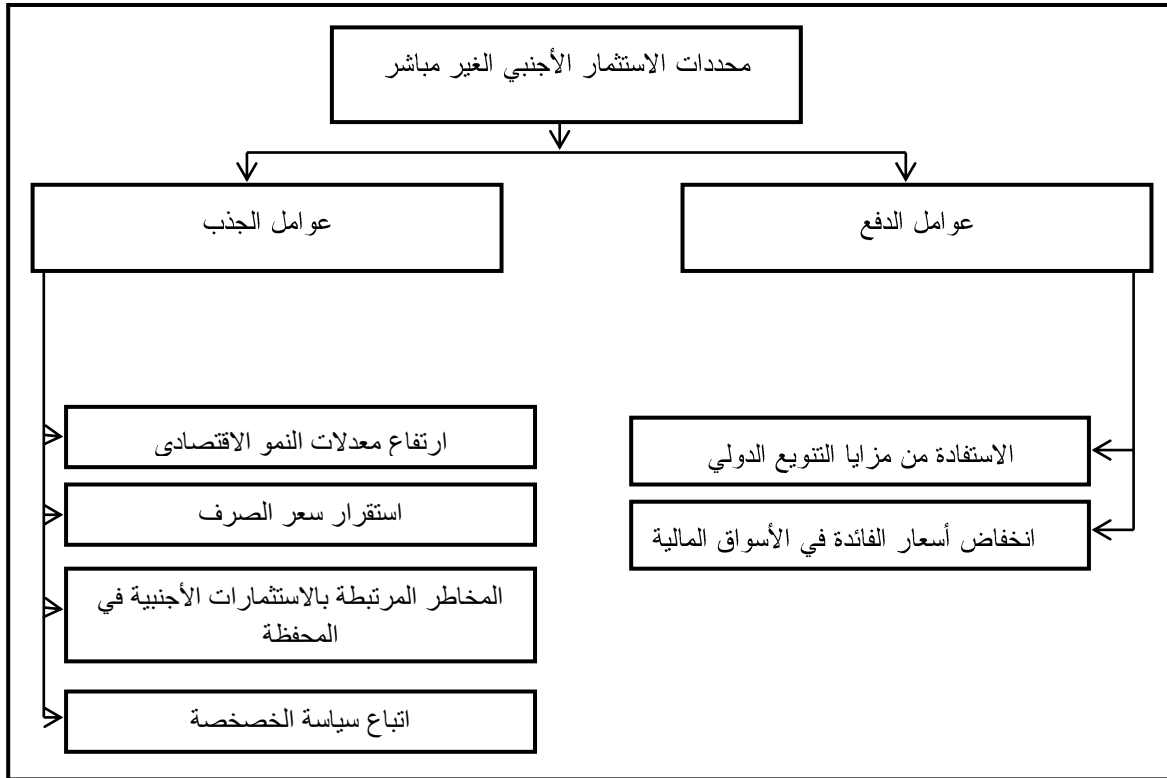 محددات الاستثمار الأجنبي الغير مباشر
عوامل الدفع
عوامل الجذب
الاستفادة من مزايا التنويع الدولي
انخفاض أسعار الفائدة في الأسواق المالية
ارتفاع معدلات النمو الاقتصادى
استقرار سعر الصرف
المخاطر المرتبطة بالاستثمارات الأجنبية في
المحفظة
اتباع سياسة الخصخصة